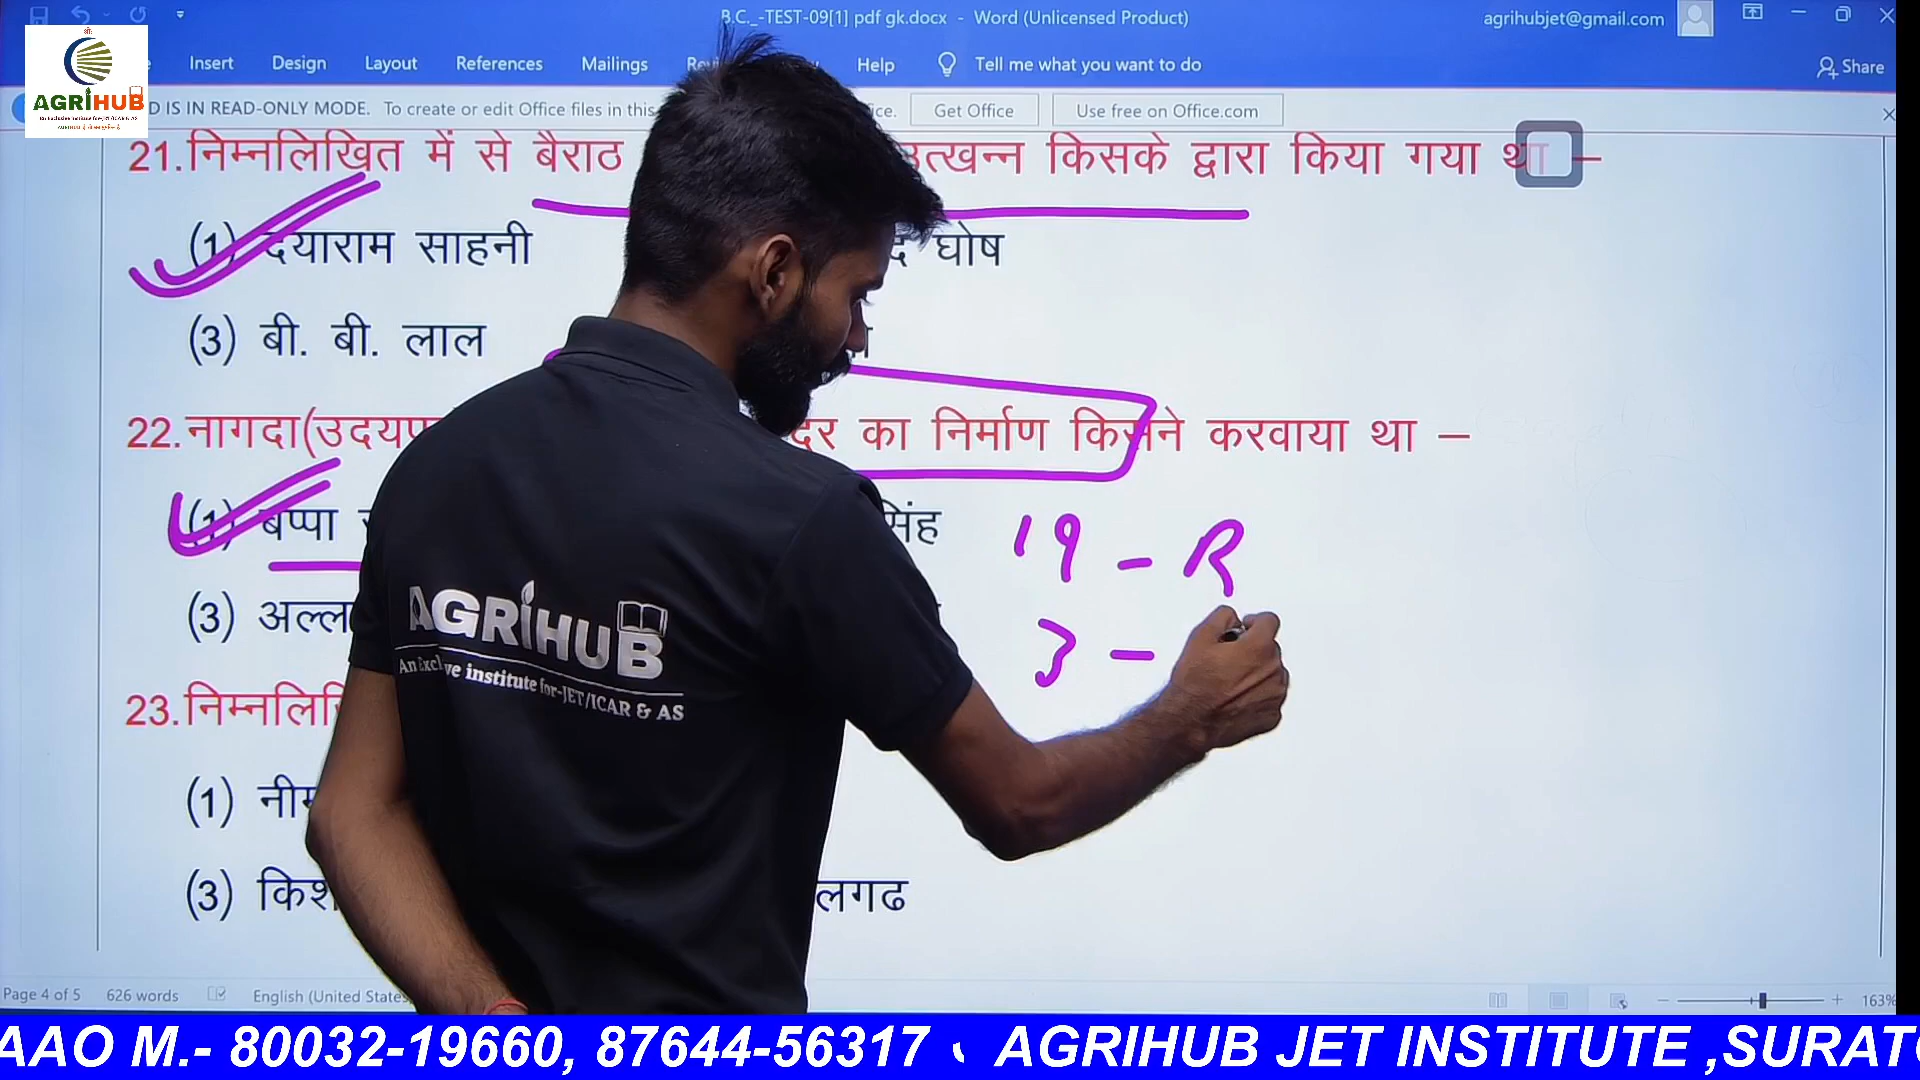 B.C._-TEST-09[1] pdf gk.docx - Word (Unlicensed Product)
agrihubjet@gmail.com
Insert Design Layout References Mailings Help Tell me what you want to do Share
D IS IN READ-ONLY MODE. To create or edit Office files in this ce. Get Office Use free on Office.com
श्रीः
AGRIHUB
21.निम्नलिखित में से बैराठ उत्खन्न किसके द्वारा किया गया था –
(1) दयाराम साहनी घोष
(3) बी. बी. लाल
22.नागदा(उदयपु का निर्माण किसने करवाया था –
(1) बप्पा सिंह
(3) अल्ल
19 – R
3 –
AGRIHUB
An Exclusive institute for-JET/ICAR & AS
23.निम्नलिखि
(1) नीम
(3) किश लगढ
Page 4 of 5 626 words English (United States) 163%
AAO M.- 80032-19660, 87644-56317 AGRIHUB JET INSTITUTE ,SURAT